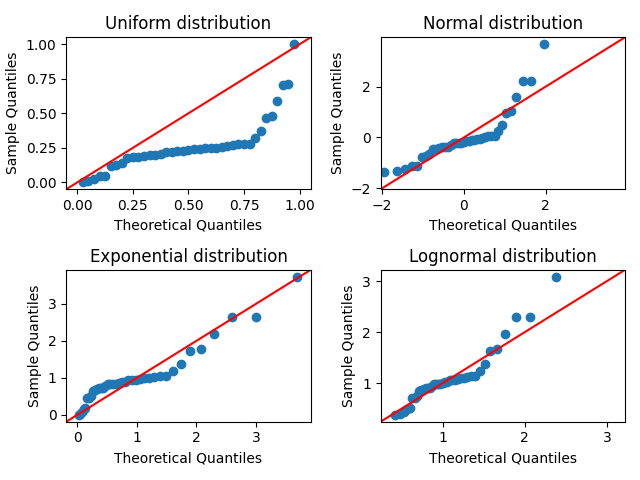 Uniform distribution
1.00
0.75
0.50
0.25
0.00
Sample Quantiles
0.00 0.25 0.50 0.75 1.00
Theoretical Quantiles
Normal distribution
2
0
−2
Sample Quantiles
−2 0 2
Theoretical Quantiles
Exponential distribution
3
2
1
0
Sample Quantiles
0 1 2 3
Theoretical Quantiles
Lognormal distribution
3
2
1
Sample Quantiles
1 2 3
Theoretical Quantiles